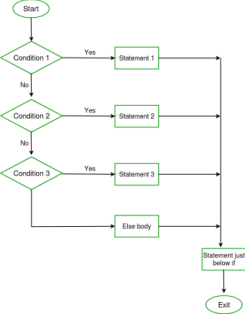 Start
Condition 1
Yes
Statement 1
No
Condition 2
Yes
Statement 2
No
Condition 3
Yes
Statement 3
Else body
Statement just
below if
Exit